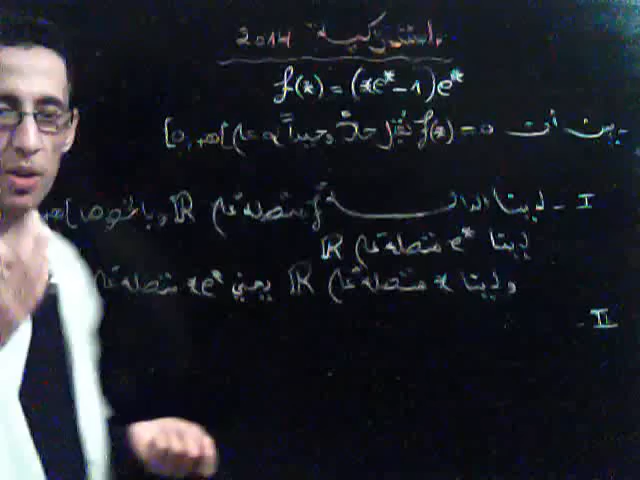 استدراكية 2014
f(x) = (xeˣ-1)eˣ
- بين أن f(x) = 0 تقبل حلا وحيدا α على ]0,+∞[
I - لدينا الدالة f متصلة على ℝ وبالخصوص
لدينا eˣ متصلة على ℝ
ولدينا x متصلة على ℝ يعني xeˣ متصلة على
II -